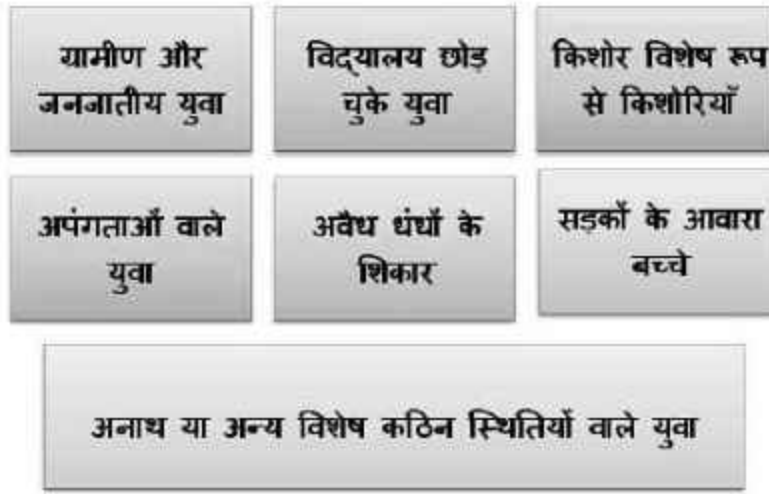 ग्रामीण और
जनजातीय युवा
विद्यालय छोड़
चुके युवा
किशोर विशेष रूप
से किशोरियाँ
अपंगताओं वाले
युवा
अवैध धंधों के
शिकार
सड़कों के आवारा
बच्चे
अनाथ या अन्य विशेष कठिन स्थितियों वाले युवा